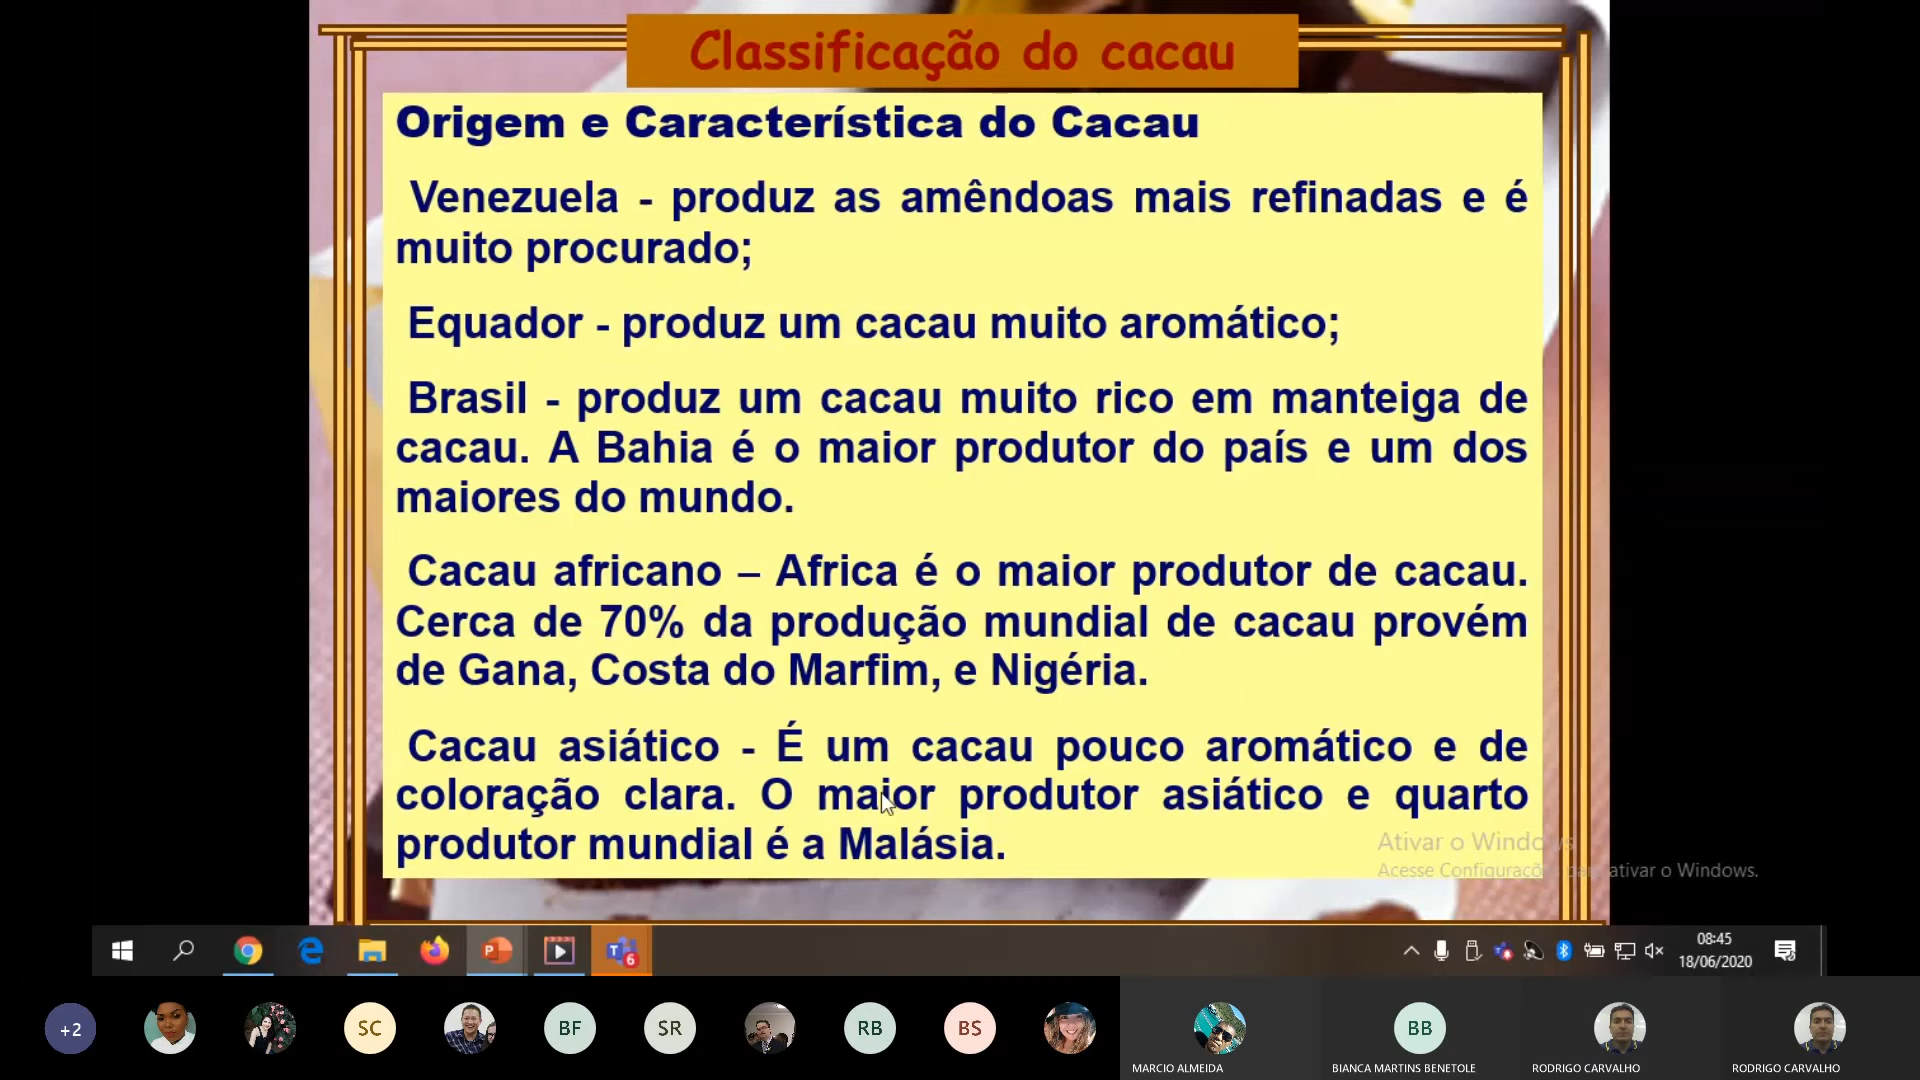 Classificação do cacau
Origem e Característica do Cacau
Venezuela - produz as amêndoas mais refinadas e é
muito procurado;
Equador - produz um cacau muito aromático;
Brasil - produz um cacau muito rico em manteiga de
cacau. A Bahia é o maior produtor do país e um dos
maiores do mundo.
Cacau africano – Africa é o maior produtor de cacau.
Cerca de 70% da produção mundial de cacau provém
de Gana, Costa do Marfim, e Nigéria.
Cacau asiático - É um cacau pouco aromático e de
coloração clara. O maior produtor asiático e quarto
produtor mundial é a Malásia.
Ativar o Windows
Acesse Configurações para ativar o Windows.
08:45
18/06/2020
6
+2
SC
BF
SR
RB
BS
BB
MARCIO ALMEIDA
BIANCA MARTINS BENETOLE
RODRIGO CARVALHO
RODRIGO CARVALHO